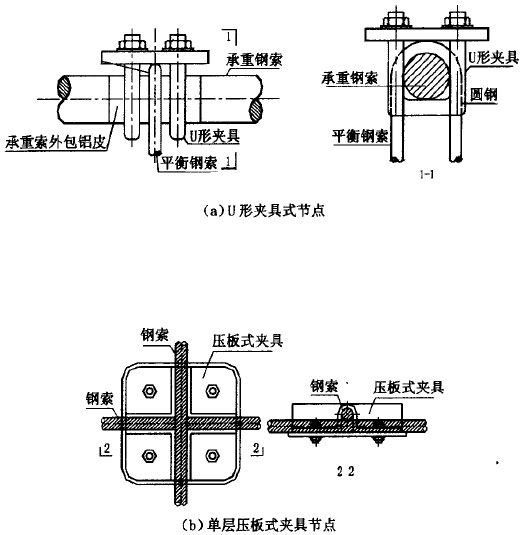 1
承重钢索
承重索外包铝皮
U形夹具
平衡钢索
1
U形夹具
承重钢索
圆钢
平衡钢索
1-1
(a)U形夹具式节点
钢索
压板式夹具
钢索
2
2
钢索
压板式夹具
2 2
(b)单层压板式夹具节点